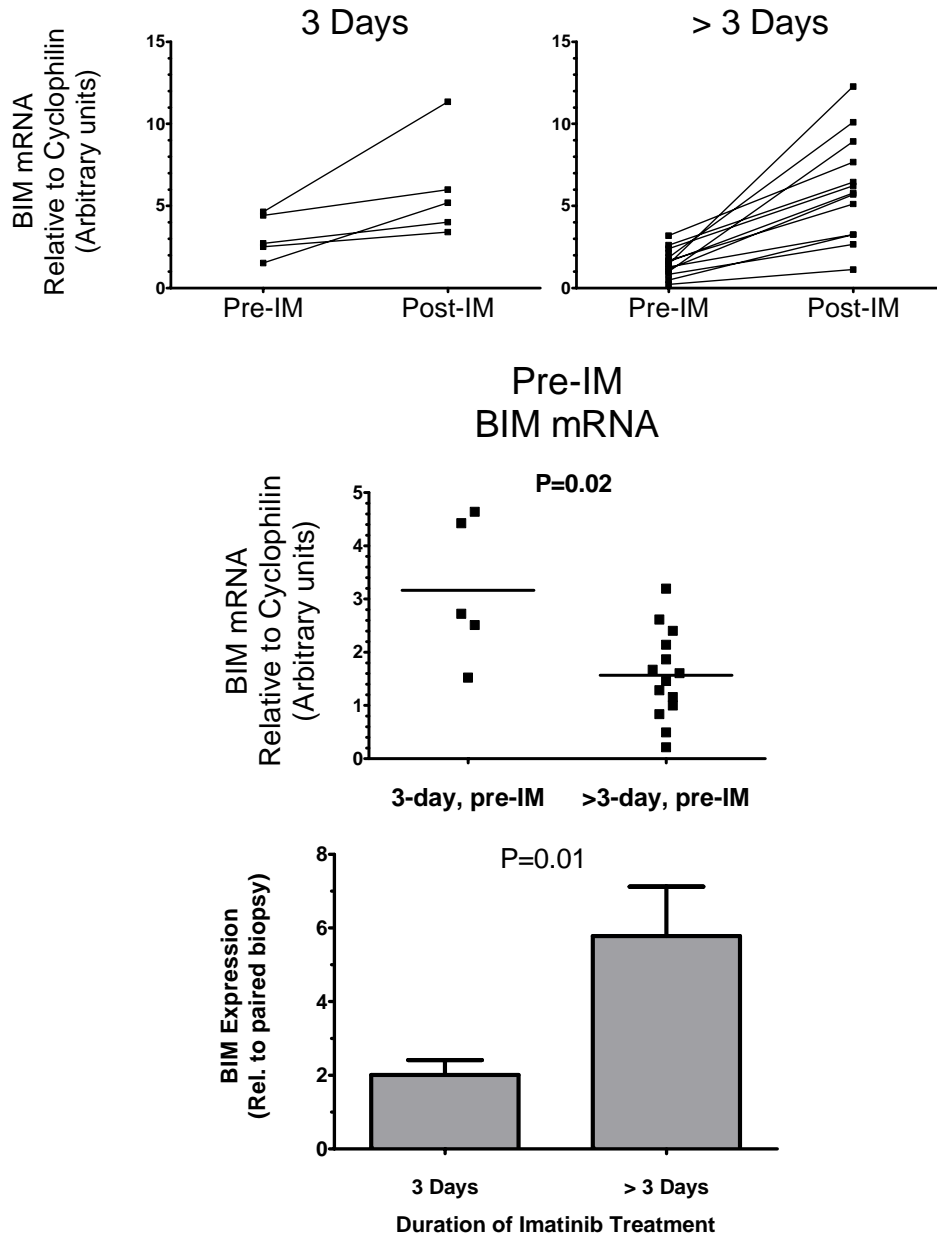 3 Days
> 3 Days
BIM mRNA
Relative to Cyclophilin
(Arbitrary units)
15
10
5
0
Pre-IM
Post-IM
15
10
5
0
Pre-IM
Post-IM
Pre-IM
BIM mRNA
P=0.02
BIM mRNA
Relative to Cyclophilin
(Arbitrary units)
5
4
3
2
1
0
3-day, pre-IM
>3-day, pre-IM
P=0.01
BIM Expression
(Rel. to paired biopsy)
8
6
4
2
0
3 Days
> 3 Days
Duration of Imatinib Treatment